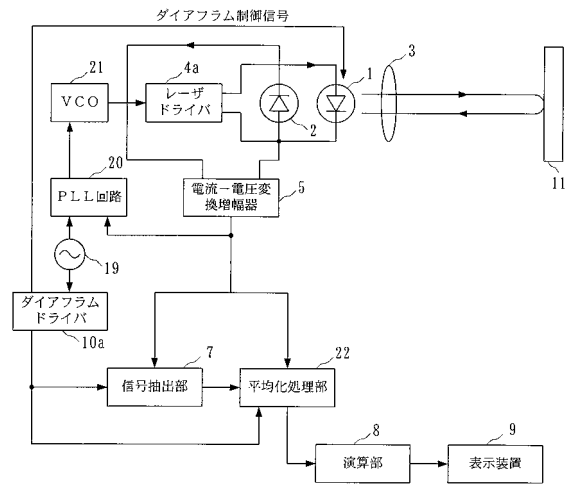 ダイアフラム制御信号
21
ＶＣＯ
4a
レーザ
ドライバ
2
1
3
11
20
ＰＬＬ回路
電流→電圧変
換増幅器
5
19
ダイアフラム
ドライバ
10a
7
信号抽出部
22
平均化処理部
8
演算部
9
表示装置